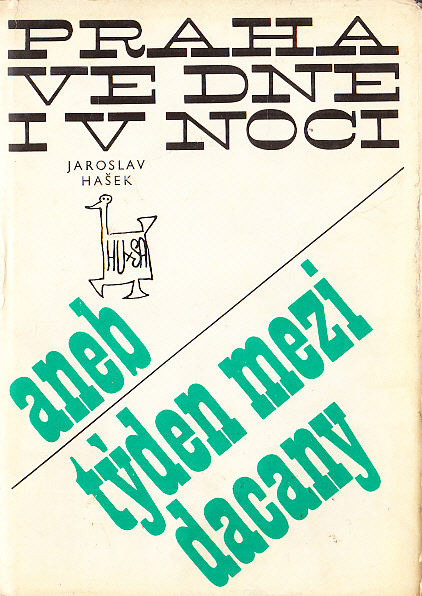 PRAHA
VE DNE
I V NOCI
JAROSLAV
HAŠEK
HUSA
aneb
týden mezi
dacany